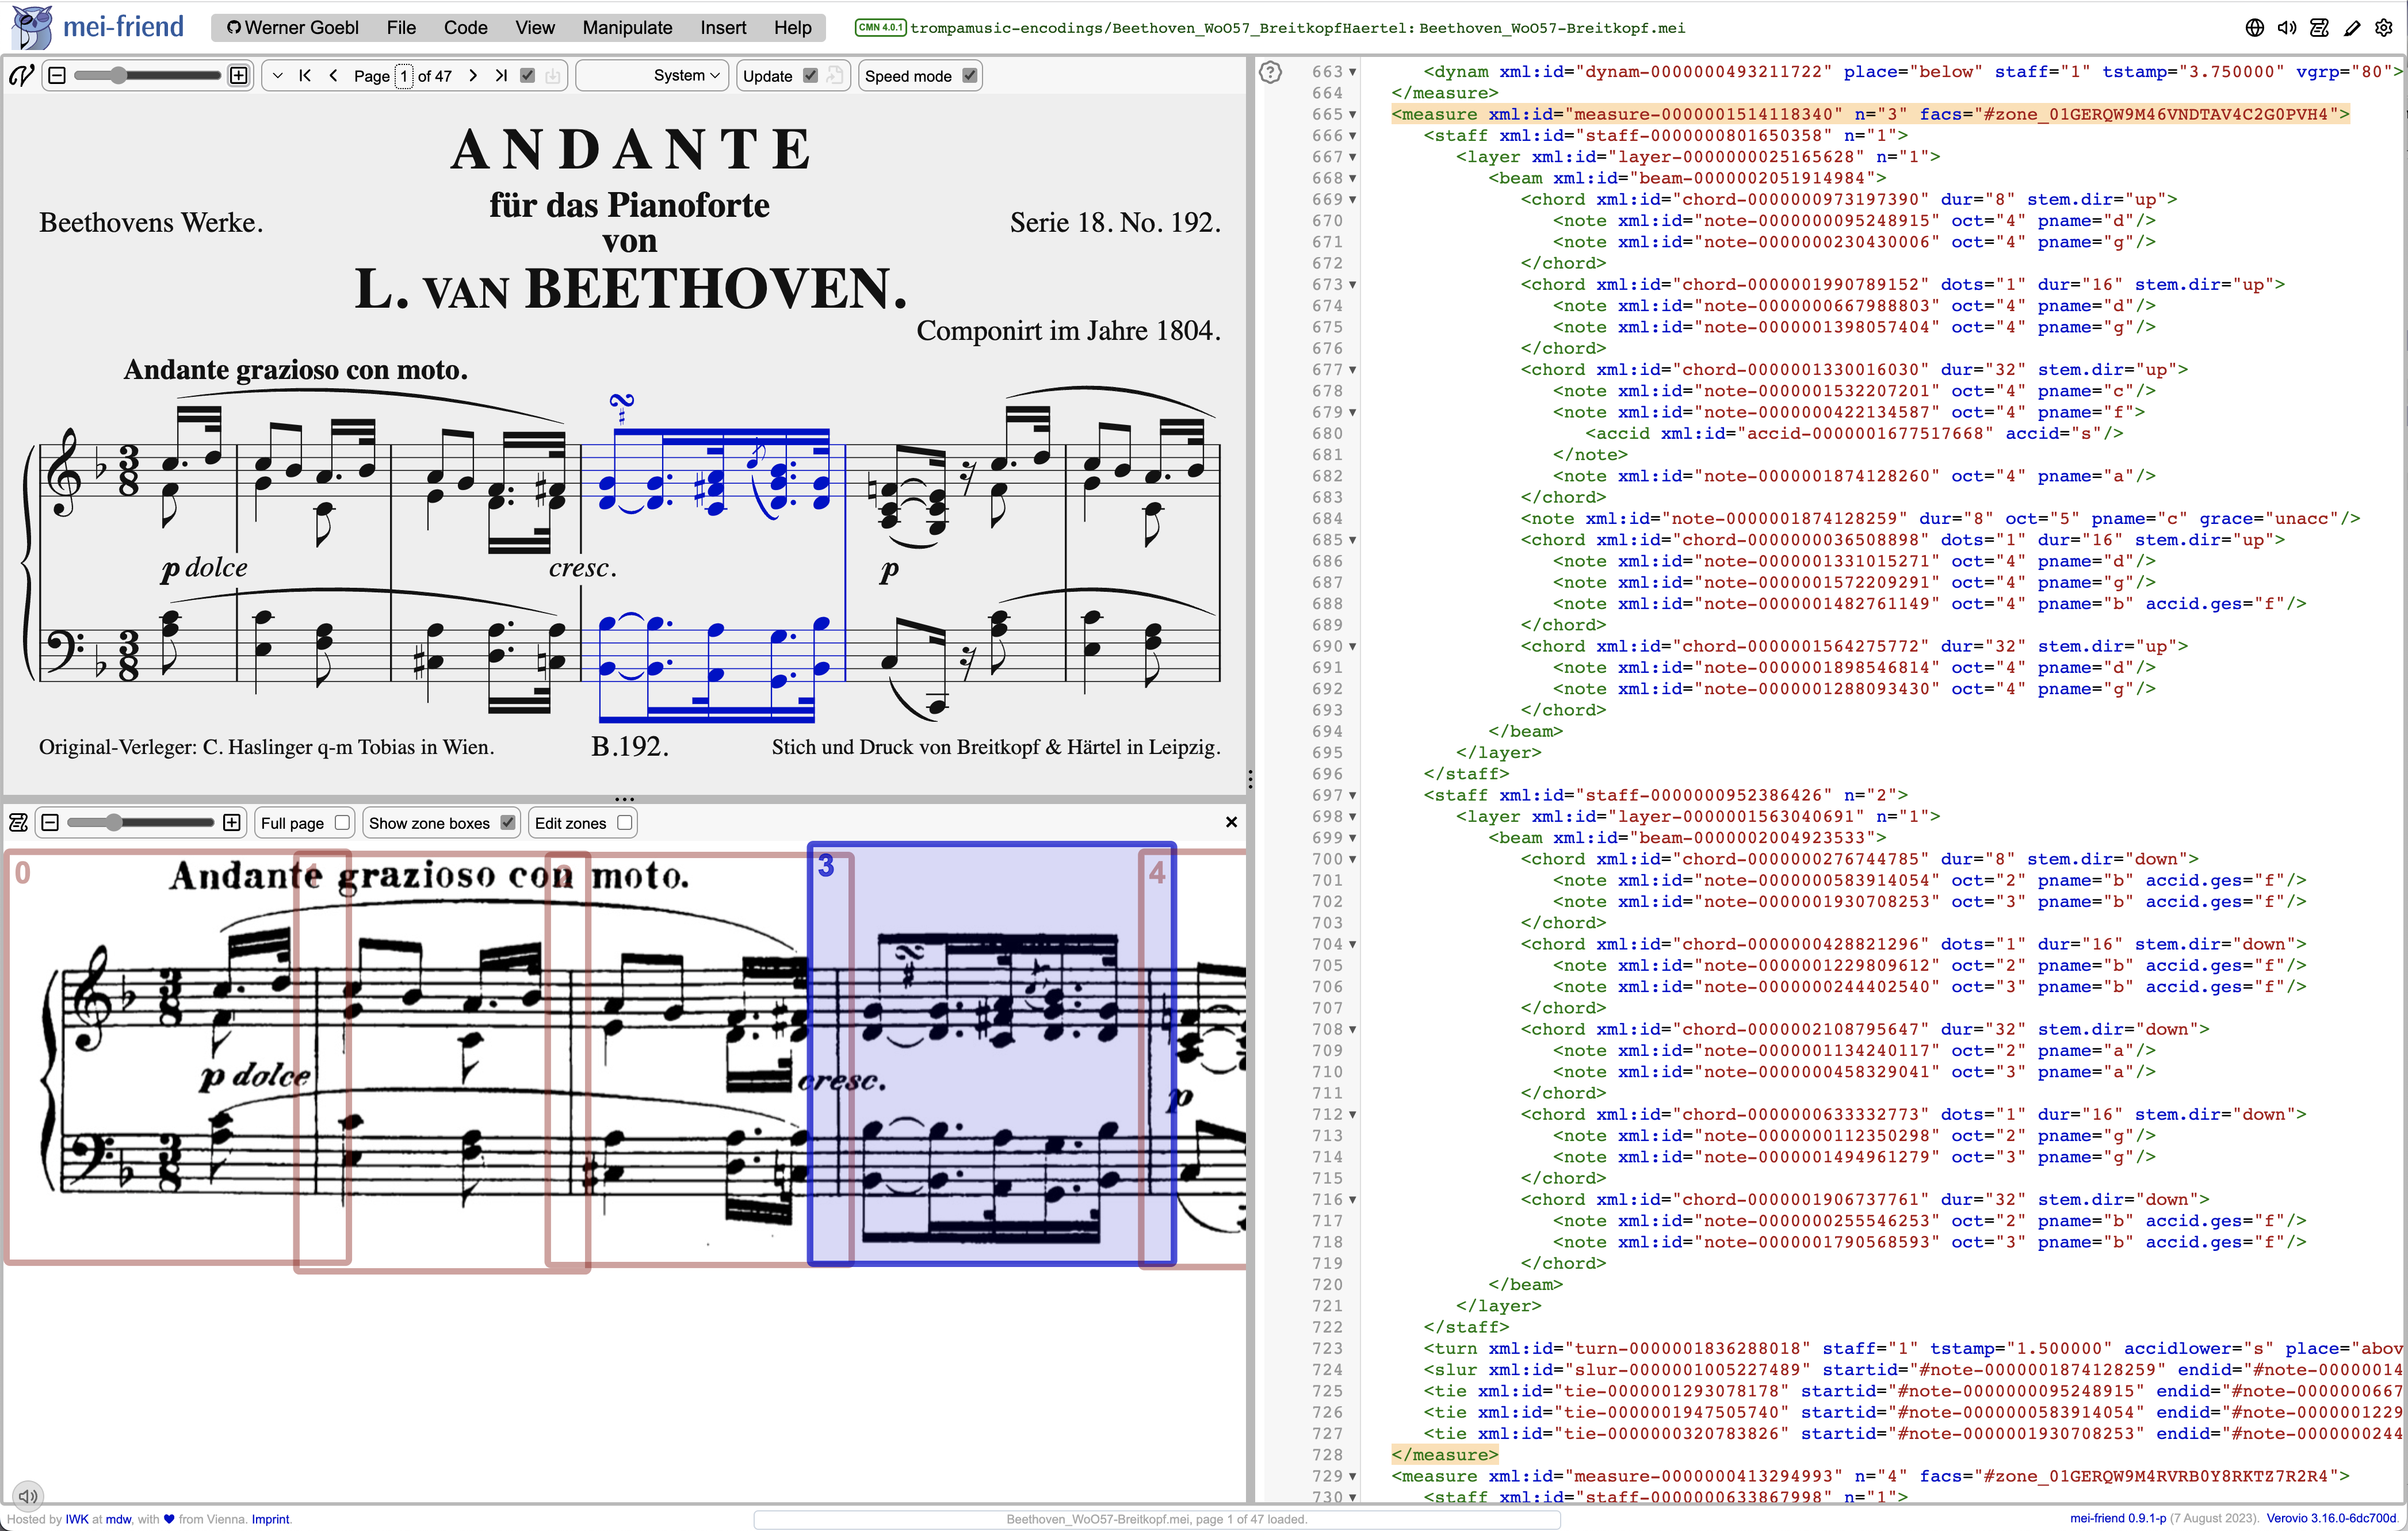 mei-friend Werner Goebl File Code View Manipulate Insert Help CMN 4.0.1 trompamusic-encodings/Beethoven_WoO57_BreitkopfHaertel: Beethoven_WoO57-Breitkopf.mei
Page 1 of 47 System Update Speed mode
ANDANTE
für das Pianoforte
Beethovens Werke.
Serie 18. No. 192.
von
L. VAN BEETHOVEN.
Componirt im Jahre 1804.
Andante grazioso con moto.
p dolce cresc. p
Original-Verleger: C. Haslinger q-m Tobias in Wien. B.192. Stich und Druck von Breitkopf & Härtel in Leipzig.
Full page Show zone boxes Edit zones
0 1 2 3 4
Andante grazioso con moto.
p dolce cresc. p
663 <dynam xml:id="dynam-0000000493211722" place="below" staff="1" tstamp="3.750000" vgrp="80">
664 </measure>
665 <measure xml:id="measure-0000001514118340" n="3" facs="#zone_01GERQW9M46VNDTAV4C2G0PVH4">
666 <staff xml:id="staff-0000000801650358" n="1">
667 <layer xml:id="layer-0000000025165628" n="1">
668 <beam xml:id="beam-0000002051914984">
669 <chord xml:id="chord-0000000973197390" dur="8" stem.dir="up">
670 <note xml:id="note-0000000095248915" oct="4" pname="d"/>
671 <note xml:id="note-0000000230430006" oct="4" pname="g"/>
672 </chord>
673 <chord xml:id="chord-0000001990789152" dots="1" dur="16" stem.dir="up">
674 <note xml:id="note-0000000667988803" oct="4" pname="d"/>
675 <note xml:id="note-0000001398057404" oct="4" pname="g"/>
676 </chord>
677 <chord xml:id="chord-0000001330016030" dur="32" stem.dir="up">
678 <note xml:id="note-0000001532207201" oct="4" pname="c"/>
679 <note xml:id="note-0000000422134587" oct="4" pname="f">
680 <accid xml:id="accid-0000001677517668" accid="s"/>
681 </note>
682 <note xml:id="note-0000001874128260" oct="4" pname="a"/>
683 </chord>
684 <note xml:id="note-0000001874128259" dur="8" oct="5" pname="c" grace="unacc"/>
685 <chord xml:id="chord-0000000036508898" dots="1" dur="16" stem.dir="up">
686 <note xml:id="note-0000001331015271" oct="4" pname="d"/>
687 <note xml:id="note-0000001572209291" oct="4" pname="g"/>
688 <note xml:id="note-0000001482761149" oct="4" pname="b" accid.ges="f"/>
689 </chord>
690 <chord xml:id="chord-0000001564275772" dur="32" stem.dir="up">
691 <note xml:id="note-0000001898546814" oct="4" pname="d"/>
692 <note xml:id="note-0000001288093430" oct="4" pname="g"/>
693 </chord>
694 </beam>
695 </layer>
696 </staff>
697 <staff xml:id="staff-0000000952386426" n="2">
698 <layer xml:id="layer-0000001563040691" n="1">
699 <beam xml:id="beam-0000002004923533">
700 <chord xml:id="chord-0000000276744785" dur="8" stem.dir="down">
701 <note xml:id="note-0000000583914054" oct="2" pname="b" accid.ges="f"/>
702 <note xml:id="note-0000001930708253" oct="3" pname="b" accid.ges="f"/>
703 </chord>
704 <chord xml:id="chord-0000000428821296" dots="1" dur="16" stem.dir="down">
705 <note xml:id="note-0000001229809612" oct="2" pname="b" accid.ges="f"/>
706 <note xml:id="note-0000000244402540" oct="3" pname="b" accid.ges="f"/>
707 </chord>
708 <chord xml:id="chord-0000002108795647" dur="32" stem.dir="down">
709 <note xml:id="note-0000001134240117" oct="2" pname="a"/>
710 <note xml:id="note-0000000458329041" oct="3" pname="a"/>
711 </chord>
712 <chord xml:id="chord-0000000633332773" dots="1" dur="16" stem.dir="down">
713 <note xml:id="note-0000000112350298" oct="2" pname="g"/>
714 <note xml:id="note-0000001494961279" oct="3" pname="g"/>
715 </chord>
716 <chord xml:id="chord-0000001906737761" dur="32" stem.dir="down">
717 <note xml:id="note-0000000255546253" oct="2" pname="b" accid.ges="f"/>
718 <note xml:id="note-0000001790568593" oct="3" pname="b" accid.ges="f"/>
719 </chord>
720 </beam>
721 </layer>
722 </staff>
723 <turn xml:id="turn-0000001836288018" staff="1" tstamp="1.500000" accidlower="s" place="abov
724 <slur xml:id="slur-0000001005227489" startid="#note-0000001874128259" endid="#note-00000014
725 <tie xml:id="tie-0000001293078178" startid="#note-0000000095248915" endid="#note-0000000667
726 <tie xml:id="tie-0000001947505740" startid="#note-0000000583914054" endid="#note-0000001229
727 <tie xml:id="tie-0000000320783826" startid="#note-0000001930708253" endid="#note-0000000244
728 </measure>
729 <measure xml:id="measure-0000000413294993" n="4" facs="#zone_01GERQW9M4RVRB0Y8RKTZ7R2R4">
730 <staff xml:id="staff-0000000633867998" n="1">
Hosted by IWK at mdw, with ♥ from Vienna. Imprint. Beethoven_WoO57-Breitkopf.mei, page 1 of 47 loaded. mei-friend 0.9.1-p (7 August 2023). Verovio 3.16.0-6dc700d.